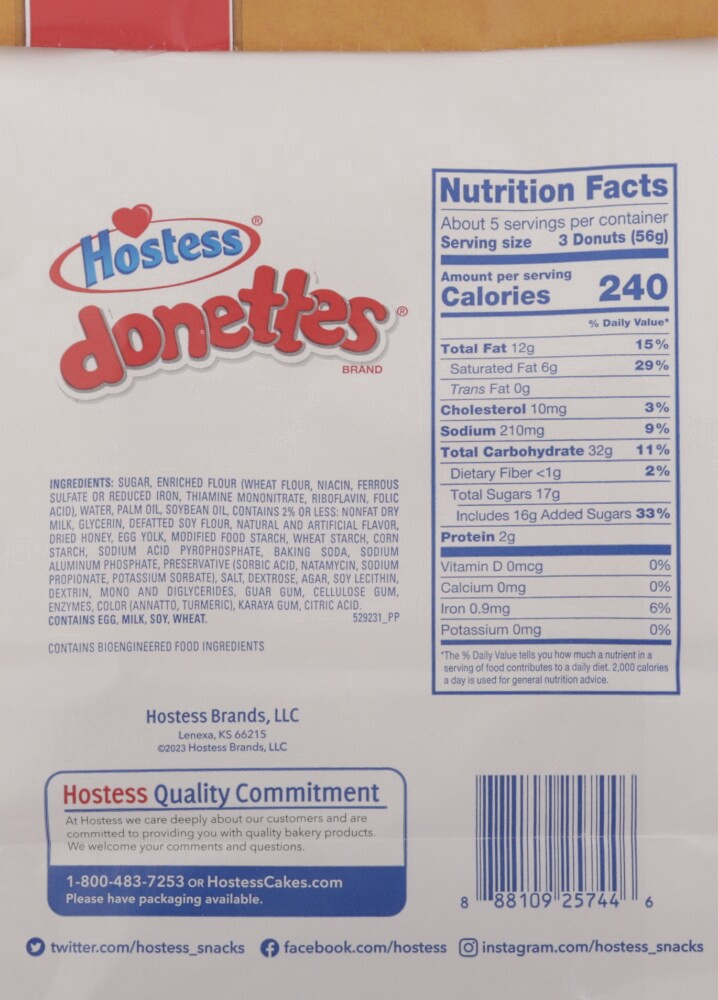 Hostess®
donettes®
BRAND
INGREDIENTS: SUGAR, ENRICHED FLOUR (WHEAT FLOUR, NIACIN, FERROUS
SULFATE OR REDUCED IRON, THIAMINE MONONITRATE, RIBOFLAVIN, FOLIC
ACID), WATER, PALM OIL, SOYBEAN OIL, CONTAINS 2% OR LESS: NONFAT DRY
MILK, GLYCERIN, DEFATTED SOY FLOUR, NATURAL AND ARTIFICIAL FLAVOR,
DRIED HONEY, EGG YOLK, MODIFIED FOOD STARCH, WHEAT STARCH, CORN
STARCH, SODIUM ACID PYROPHOSPHATE, BAKING SODA, SODIUM
ALUMINUM PHOSPHATE, PRESERVATIVE (SORBIC ACID, NATAMYCIN, SODIUM
PROPIONATE, POTASSIUM SORBATE), SALT, DEXTROSE, AGAR, SOY LECITHIN,
DEXTRIN, MONO AND DIGLYCERIDES, GUAR GUM, CELLULOSE GUM,
ENZYMES, COLOR (ANNATTO, TURMERIC), KARAYA GUM, CITRIC ACID.
CONTAINS EGG, MILK, SOY, WHEAT. 529231_PP
CONTAINS BIOENGINEERED FOOD INGREDIENTS
Hostess Brands, LLC
Lenexa, KS 66215
©2023 Hostess Brands, LLC
Hostess Quality Commitment
At Hostess we care deeply about our customers and are
committed to providing you with quality bakery products.
We welcome your comments and questions.
1-800-483-7253 OR HostessCakes.com
Please have packaging available.
Nutrition Facts
About 5 servings per container
Serving size 3 Donuts (56g)
Amount per serving
Calories 240
% Daily Value*
Total Fat 12g 15%
Saturated Fat 6g 29%
Trans Fat 0g
Cholesterol 10mg 3%
Sodium 210mg 9%
Total Carbohydrate 32g 11%
Dietary Fiber <1g 2%
Total Sugars 17g
Includes 16g Added Sugars 33%
Protein 2g
Vitamin D 0mcg 0%
Calcium 0mg 0%
Iron 0.9mg 6%
Potassium 0mg 0%
*The % Daily Value tells you how much a nutrient in a
serving of food contributes to a daily diet. 2,000 calories
a day is used for general nutrition advice.
8 88109 25744 6
twitter.com/hostess_snacks facebook.com/hostess instagram.com/hostess_snacks